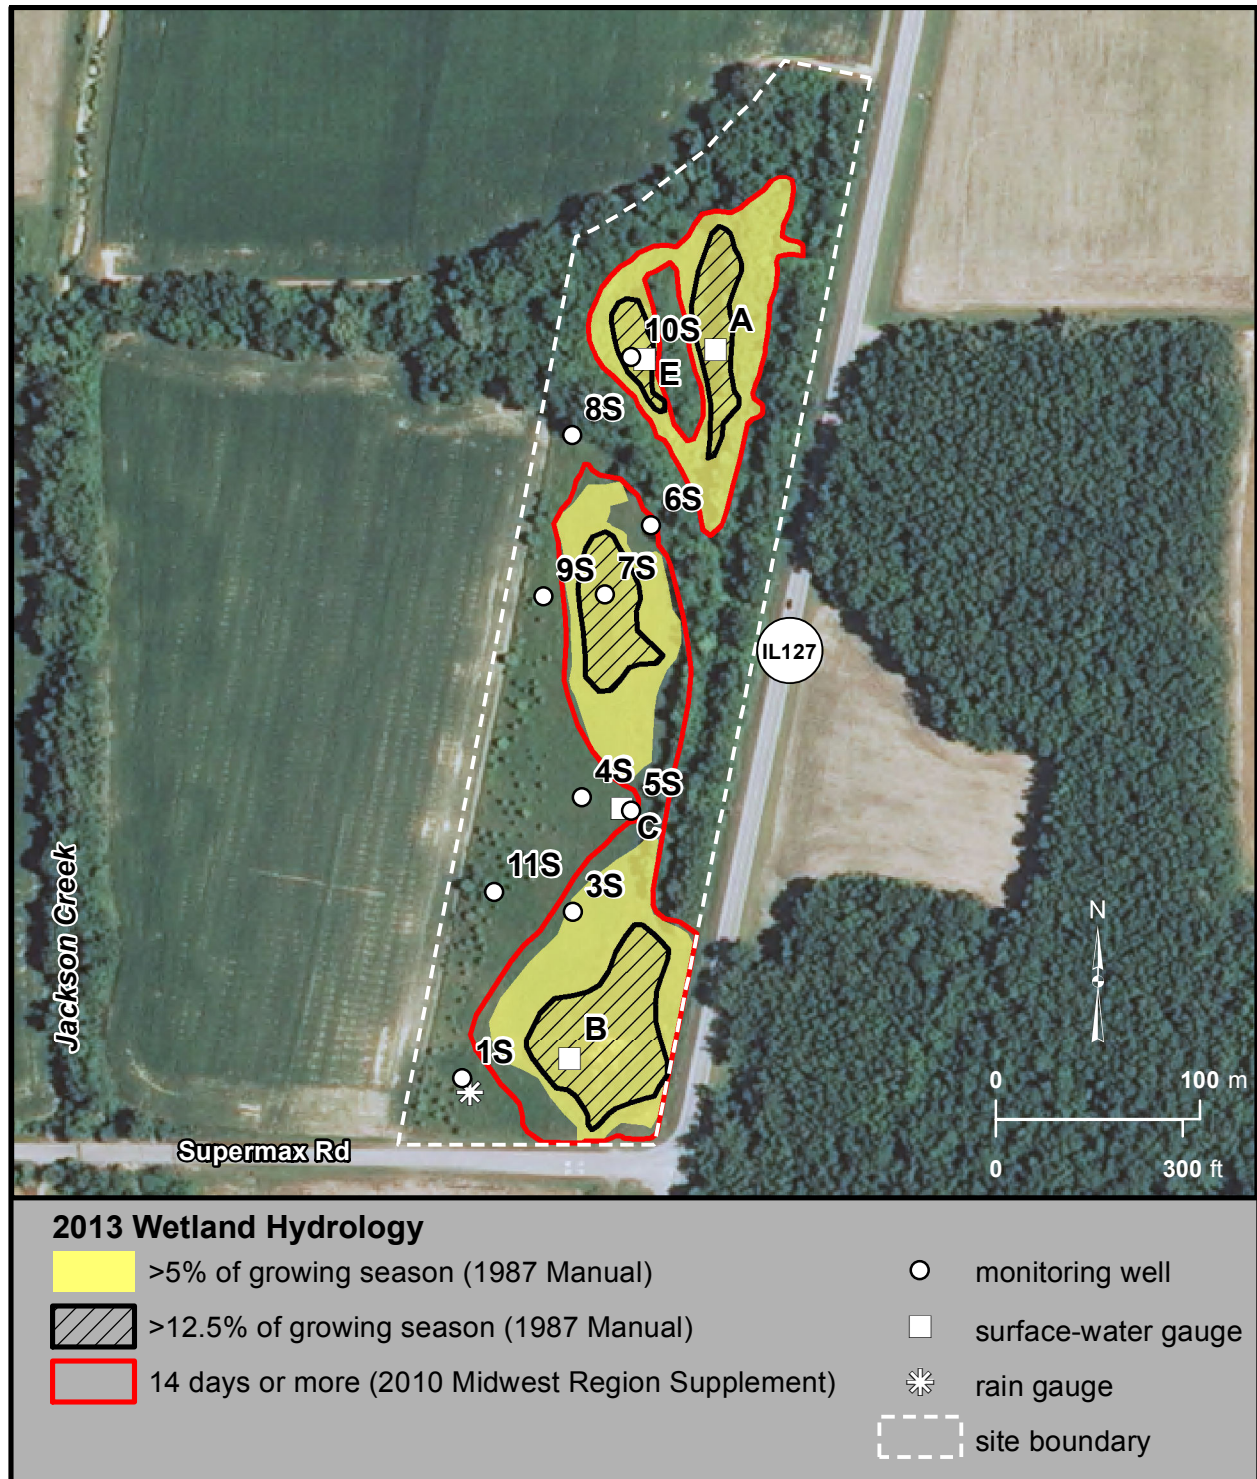 10S
A
E
8S
6S
9S
7S
IL127
4S
5S
C
11S
3S
Jackson Creek
N
B
1S
0 100 m
0 300 ft
Supermax Rd
2013 Wetland Hydrology
>5% of growing season (1987 Manual)
>12.5% of growing season (1987 Manual)
14 days or more (2010 Midwest Region Supplement)
monitoring well
surface-water gauge
rain gauge
site boundary